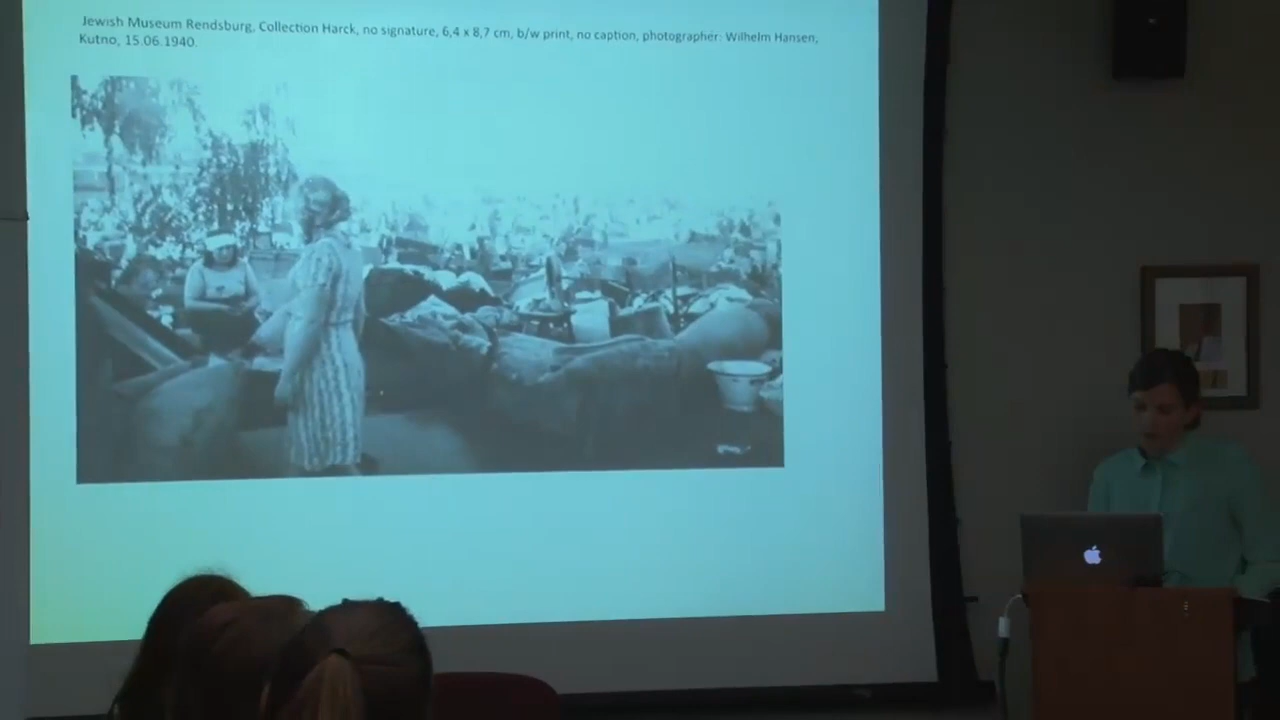 Jewish Museum Rendsburg, Collection Harck, no signature, 6,4 x 8,7 cm, b/w print, no caption, photographer: Wilhelm Hansen,
Kutno, 15.06.1940.